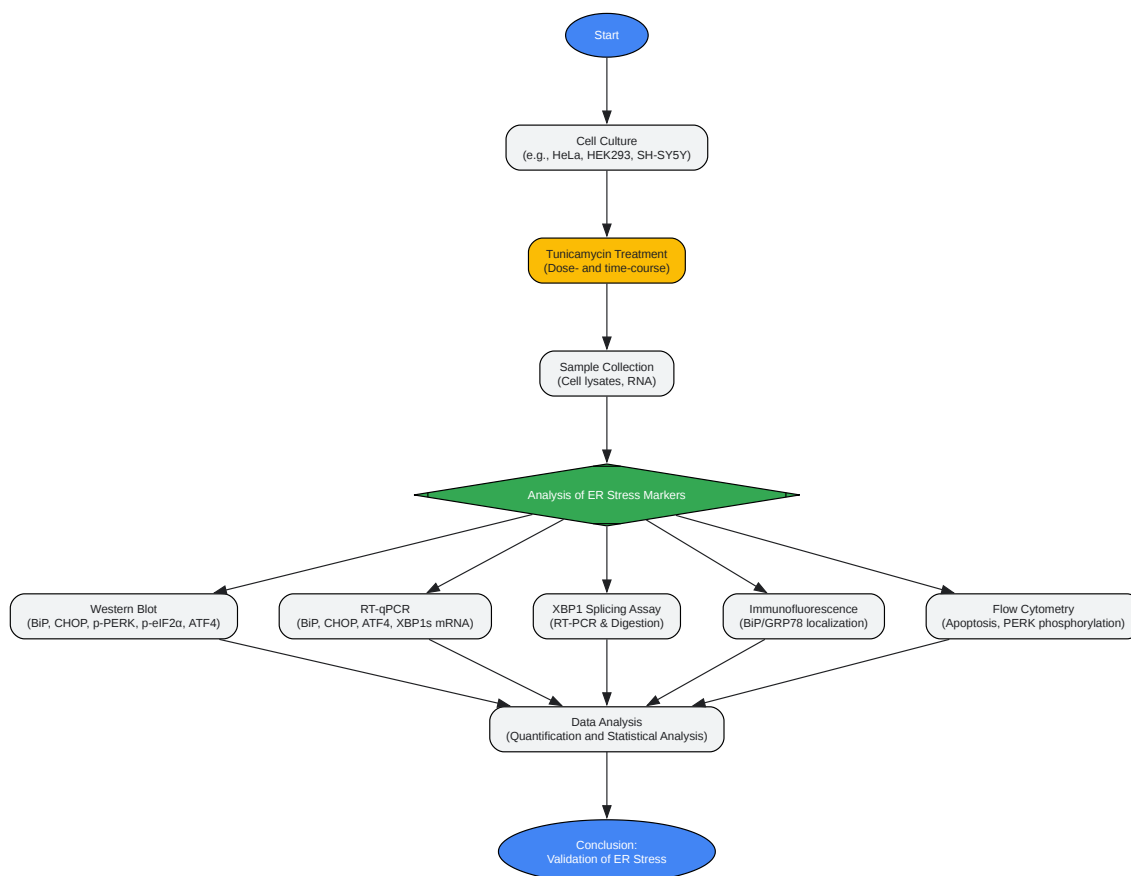 Start
Cell Culture
(e.g., HeLa, HEK293, SH-SY5Y)
Tunicamycin Treatment
(Dose- and time-course)
Sample Collection
(Cell lysates, RNA)
Analysis of ER Stress Markers
Western Blot
(BiP, CHOP, p-PERK, p-eIF2α, ATF4)
RT-qPCR
(BiP, CHOP, ATF4, XBP1s mRNA)
XBP1 Splicing Assay
(RT-PCR & Digestion)
Immunofluorescence
(BiP/GRP78 localization)
Flow Cytometry
(Apoptosis, PERK phosphorylation)
Data Analysis
(Quantification and Statistical Analysis)
Conclusion:
Validation of ER Stress